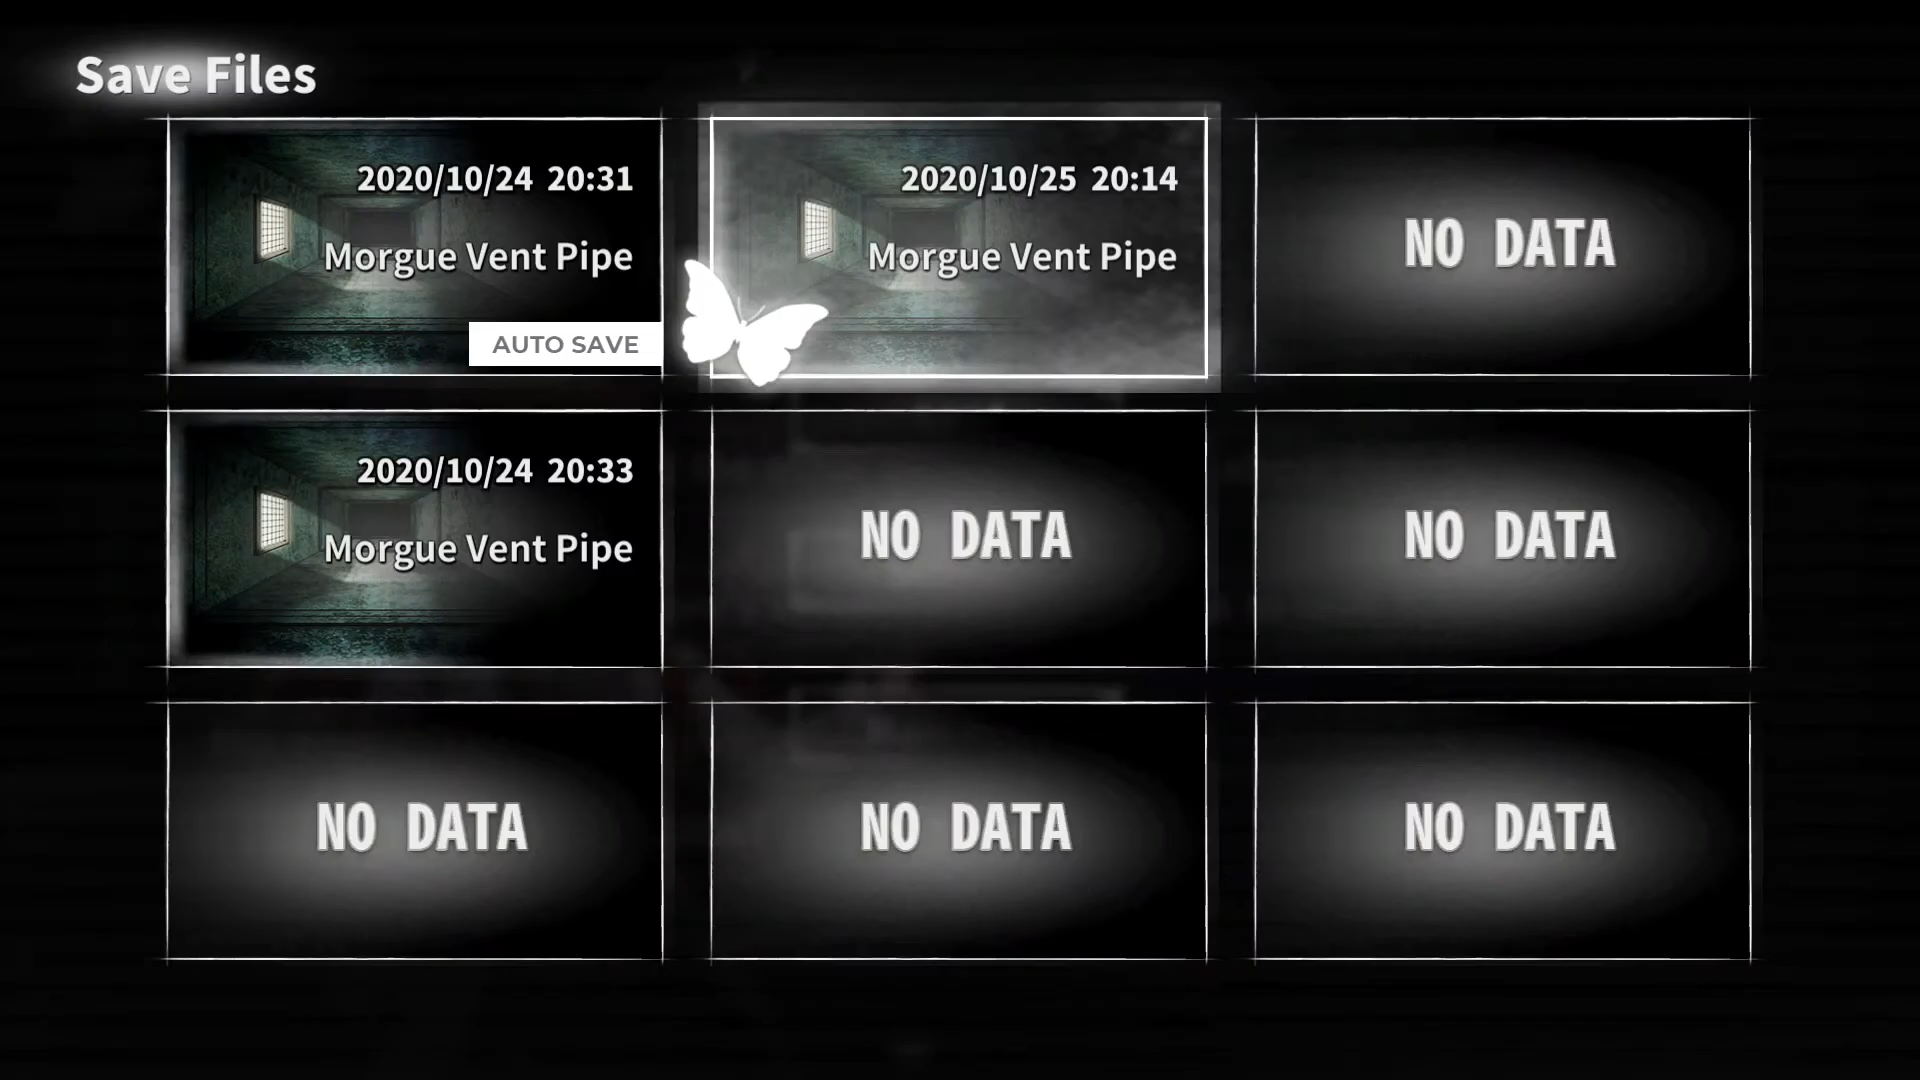 Save Files
2020/10/24 20:31
Morgue Vent Pipe
AUTO SAVE
2020/10/25 20:14
Morgue Vent Pipe
NO DATA
2020/10/24 20:33
Morgue Vent Pipe
NO DATA
NO DATA
NO DATA
NO DATA
NO DATA